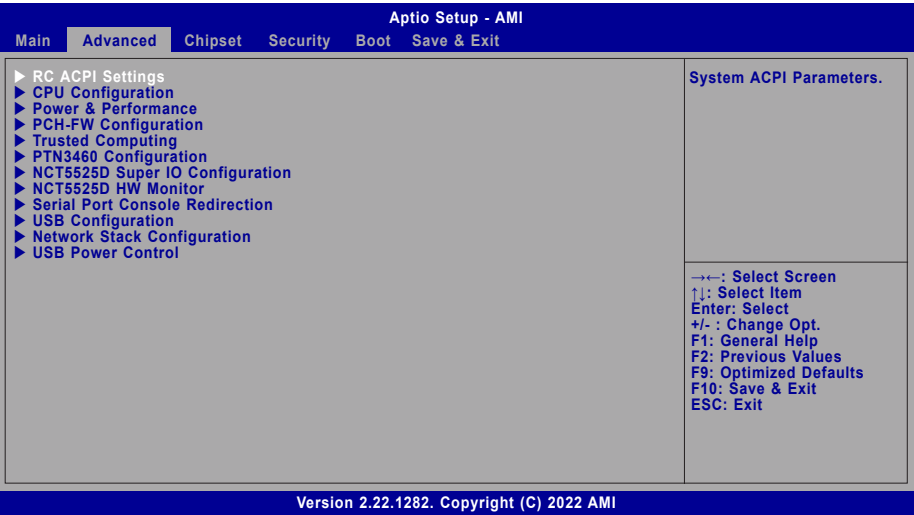 Aptio Setup - AMI
Main Advanced Chipset Security Boot Save & Exit
▶ RC ACPI Settings
▶ CPU Configuration
▶ Power & Performance
▶ PCH-FW Configuration
▶ Trusted Computing
▶ PTN3460 Configuration
▶ NCT5525D Super IO Configuration
▶ NCT5525D HW Monitor
▶ Serial Port Console Redirection
▶ USB Configuration
▶ Network Stack Configuration
▶ USB Power Control
System ACPI Parameters.
→←: Select Screen
↑↓: Select Item
Enter: Select
+/- : Change Opt.
F1: General Help
F2: Previous Values
F9: Optimized Defaults
F10: Save & Exit
ESC: Exit
Version 2.22.1282. Copyright (C) 2022 AMI